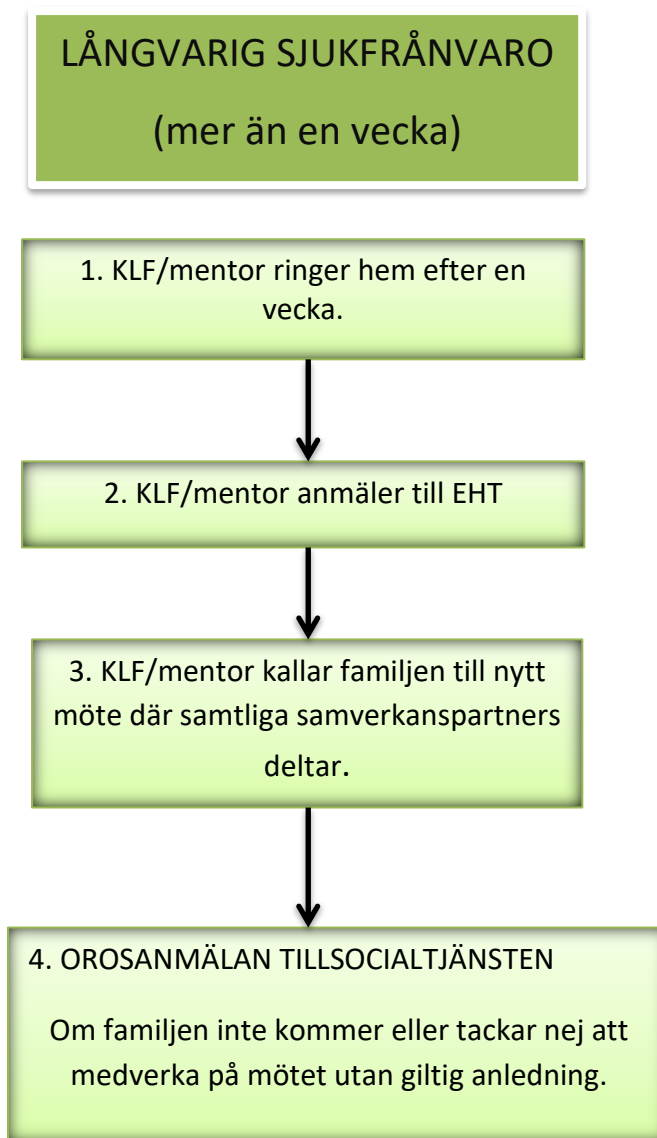 LÅNGVARIG SJUKFRÅNVARO
(mer än en vecka)
1. KLF/mentor ringer hem efter en
vecka.
2. KLF/mentor anmäler till EHT
3. KLF/mentor kallar familjen till nytt
möte där samtliga samverkanspartners
deltar.
4. OROSANMÄLAN TILLSOCIALTJÄNSTEN
Om familjen inte kommer eller tackar nej att
medverka på mötet utan giltig anledning.